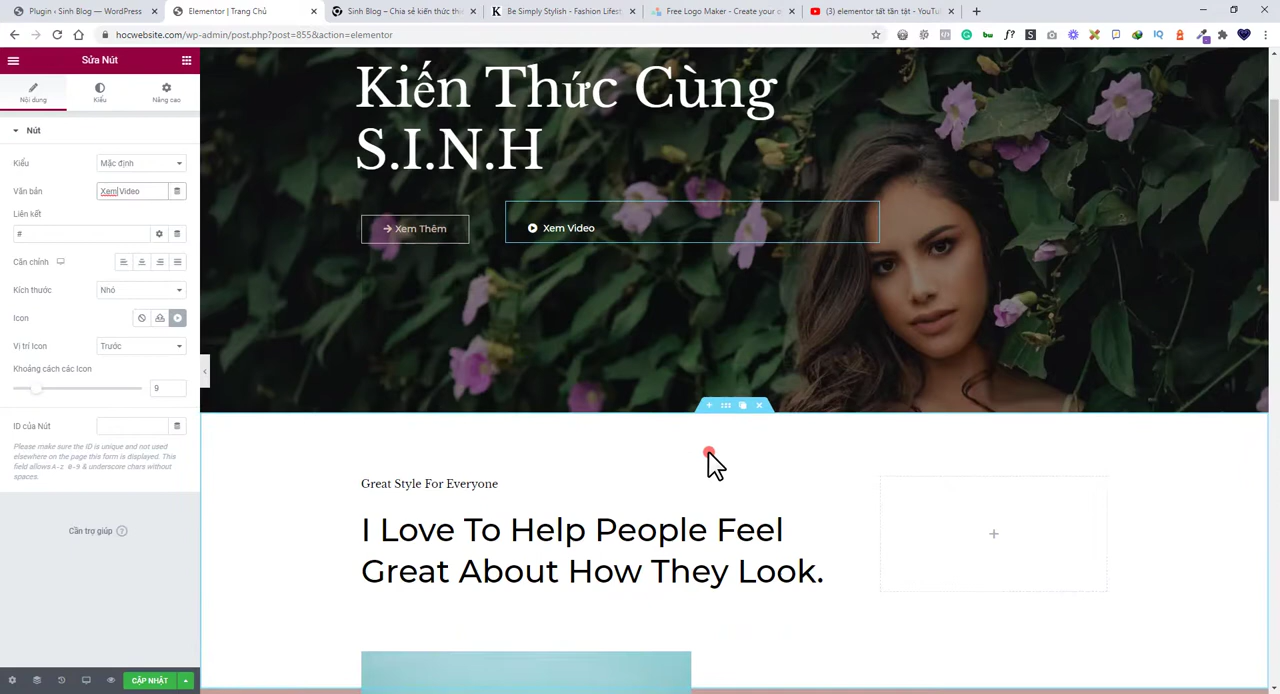 Plugin ‹ Sinh Blog — WordPress
Elementor | Trang Chủ
Sinh Blog – Chia sẻ kiến thức thi
Be Simply Stylish - Fashion Lifest
Free Logo Maker - Create your o
(3) elementor tất tần tật - YouTu
hocwebsite.com/wp-admin/post.php?post=855&action=elementor
Sửa Nút
Nội dung
Kiểu
Nâng cao
Nút
Kiểu
Mặc định
Văn bản
Xem Video
Liên kết
#
Căn chỉnh
Kích thước
Nhỏ
Icon
Vị trí Icon
Trước
Khoảng cách các Icon
9
ID của Nút
Please make sure the ID is unique and not used
elsewhere on the page this form is displayed. This
field allows A-z 0-9 & underscore chars without
spaces.
Cần trợ giúp
CẬP NHẬT
Kiến Thức Cùng
S.I.N.H
Xem Thêm
Xem Video
Great Style For Everyone
I Love To Help People Feel
Great About How They Look.